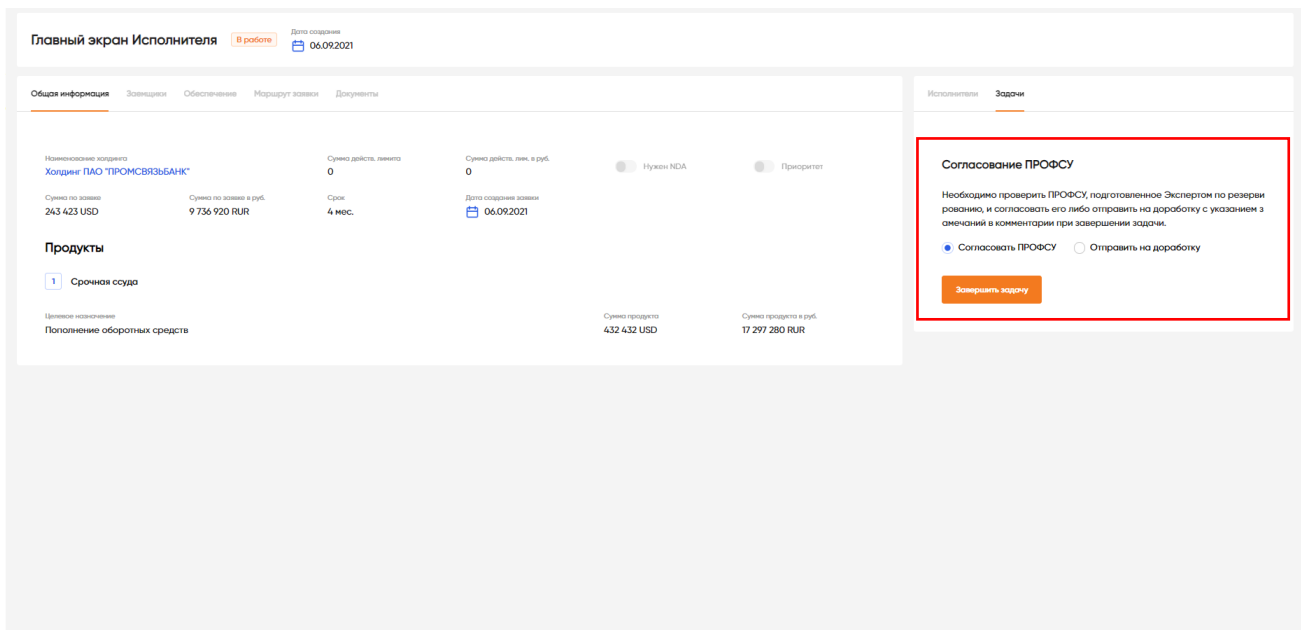 Главный экран Исполнителя
В работе
Дата создания
06.09.2021
Общая информация Заемщики Обеспечение Маршрут заявки Документы
Исполнители Задачи
Наименование холдинга
Холдинг ПАО "ПРОМСВЯЗЬБАНК"
Сумма действ. лимита
0
Сумма действ. лим. в руб.
0
Нужен NDA
Приоритет
Сумма по заявке
243 423 USD
Сумма по заявке в руб.
9 736 920 RUR
Срок
4 мес.
Дата создания заявки
06.09.2021
Продукты
1 Срочная ссуда
Целевое назначение
Пополнение оборотных средств
Сумма продукта
432 432 USD
Сумма продукта в руб.
17 297 280 RUR
Согласование ПРОФСУ
Необходимо проверить ПРОФСУ, подготовленное Экспертом по резерви
рованию, и согласовать его либо отправить на доработку с указанием з
амечаний в комментарии при завершении задачи.
Согласовать ПРОФСУ Отправить на доработку
Завершить задачу